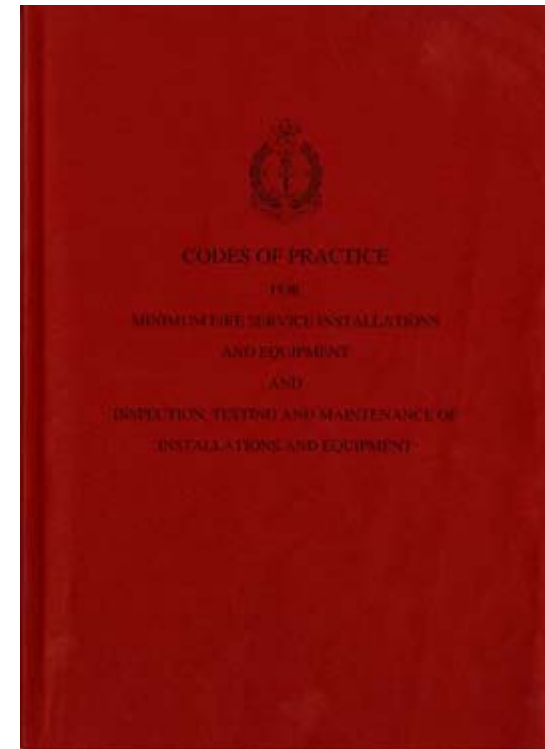 CODES OF PRACTICE
FOR
MINIMUM FIRE SERVICE INSTALLATIONS
AND EQUIPMENT
AND
INSPECTION, TESTING AND MAINTENANCE OF
INSTALLATIONS AND EQUIPMENT